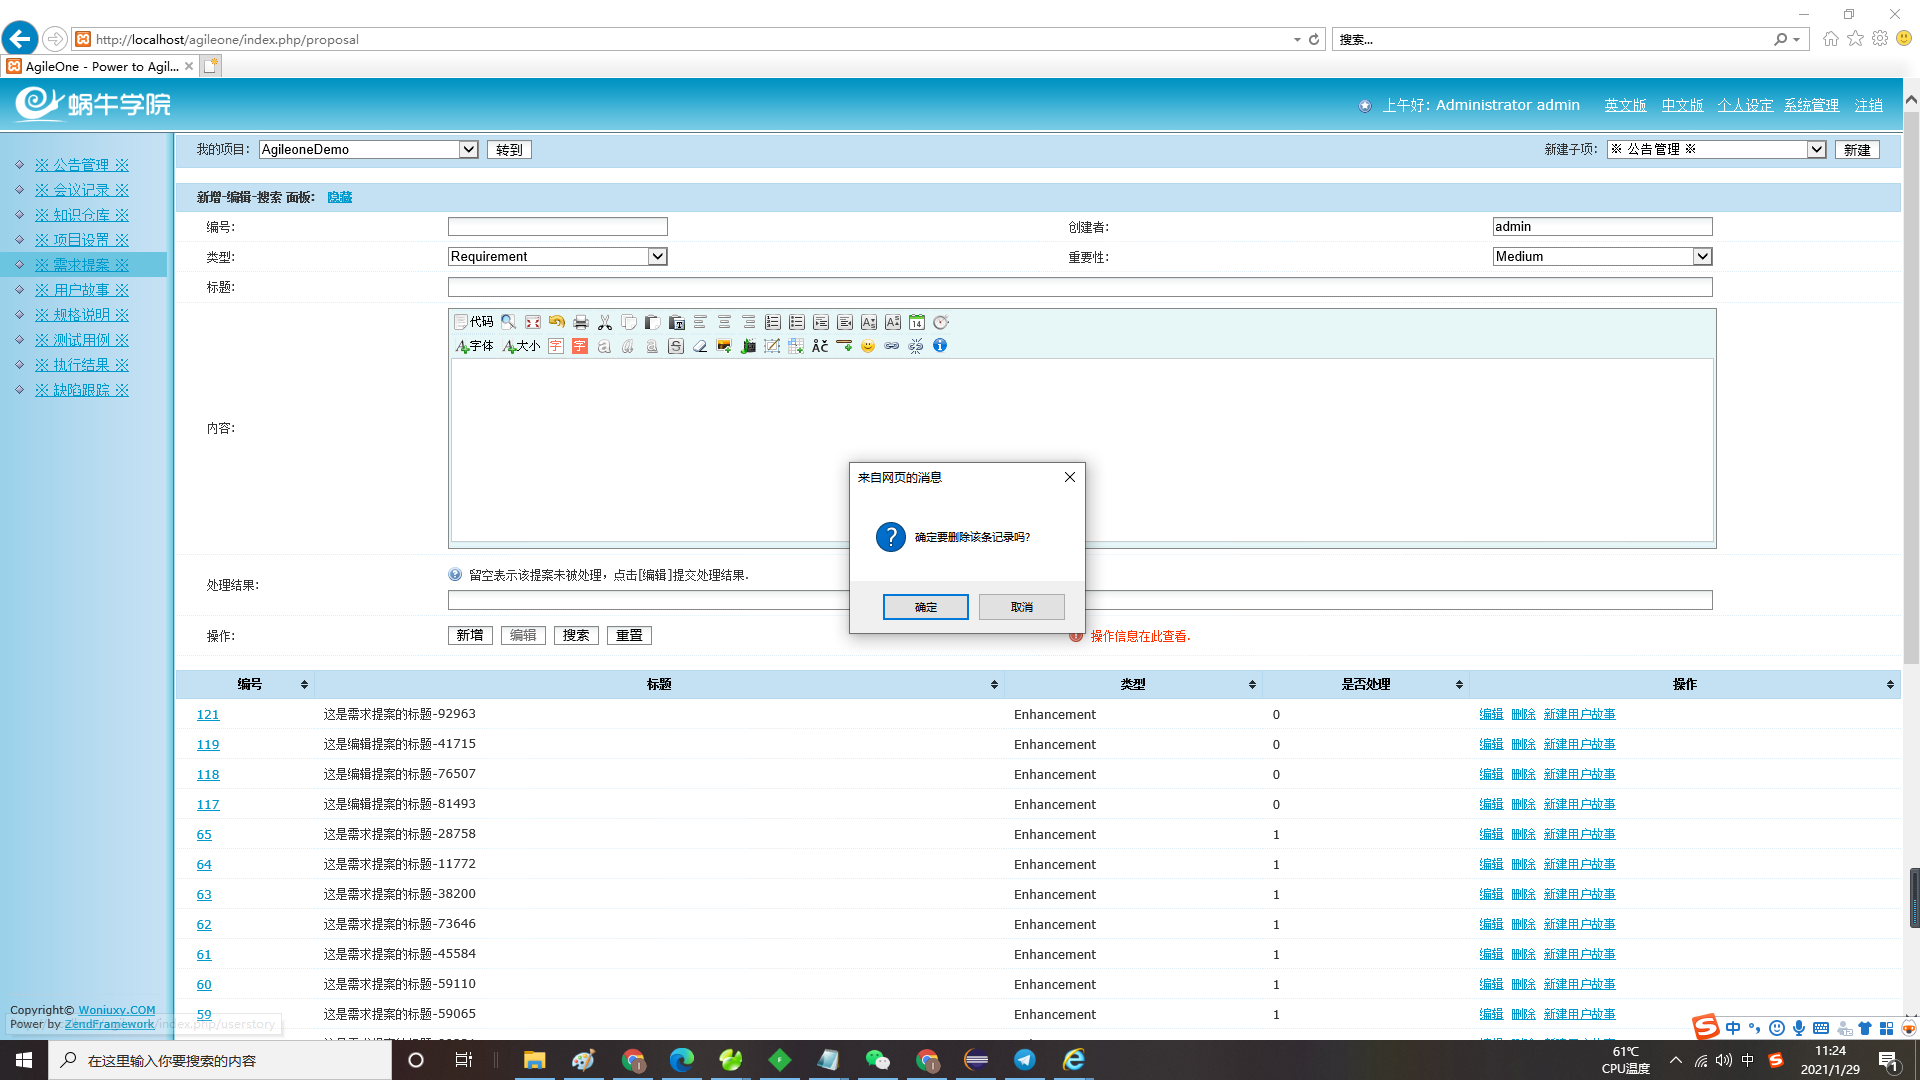 http://localhost/agileone/index.php/proposal
搜索...
AgileOne - Power to Agil...
蜗牛学院
上午好: Administrator admin
英文版 中文版 个人设定 系统管理 注销
※ 公告管理 ※
※ 会议记录 ※
※ 知识仓库 ※
※ 项目设置 ※
※ 需求提案 ※
※ 用户故事 ※
※ 规格说明 ※
※ 测试用例 ※
※ 执行结果 ※
※ 缺陷跟踪 ※
我的项目: AgileoneDemo 转到
新建子项: ※ 公告管理 ※ 新建
新增-编辑-搜索 面板: 隐藏
编号:
创建者: admin
类型: Requirement
重要性: Medium
标题:
代码
14
字体 大小 字 字
内容:
来自网页的消息
确定要删除该条记录吗?
确定 取消
处理结果:
留空表示该提案未被处理，点击[编辑]提交处理结果.
操作: 新增 编辑 搜索 重置
操作信息在此查看.
编号 标题 类型 是否处理 操作
121 这是需求提案的标题-92963 Enhancement 0 编辑 删除 新建用户故事
119 这是编辑提案的标题-41715 Enhancement 0 编辑 删除 新建用户故事
118 这是编辑提案的标题-76507 Enhancement 0 编辑 删除 新建用户故事
117 这是编辑提案的标题-81493 Enhancement 0 编辑 删除 新建用户故事
65 这是需求提案的标题-28758 Enhancement 1 编辑 删除 新建用户故事
64 这是需求提案的标题-11772 Enhancement 1 编辑 删除 新建用户故事
63 这是需求提案的标题-38200 Enhancement 1 编辑 删除 新建用户故事
62 这是需求提案的标题-73646 Enhancement 1 编辑 删除 新建用户故事
61 这是需求提案的标题-45584 Enhancement 1 编辑 删除 新建用户故事
60 这是需求提案的标题-59110 Enhancement 1 编辑 删除 新建用户故事
59 这是需求提案的标题-59065 Enhancement 1 编辑 删除 新建用户故事
Copyright© Woniuxy.COM
Power by ZendFramework
/index.php/userstory
中
在这里输入你要搜索的内容
61℃
CPU温度
中
11:24
2021/1/29
1